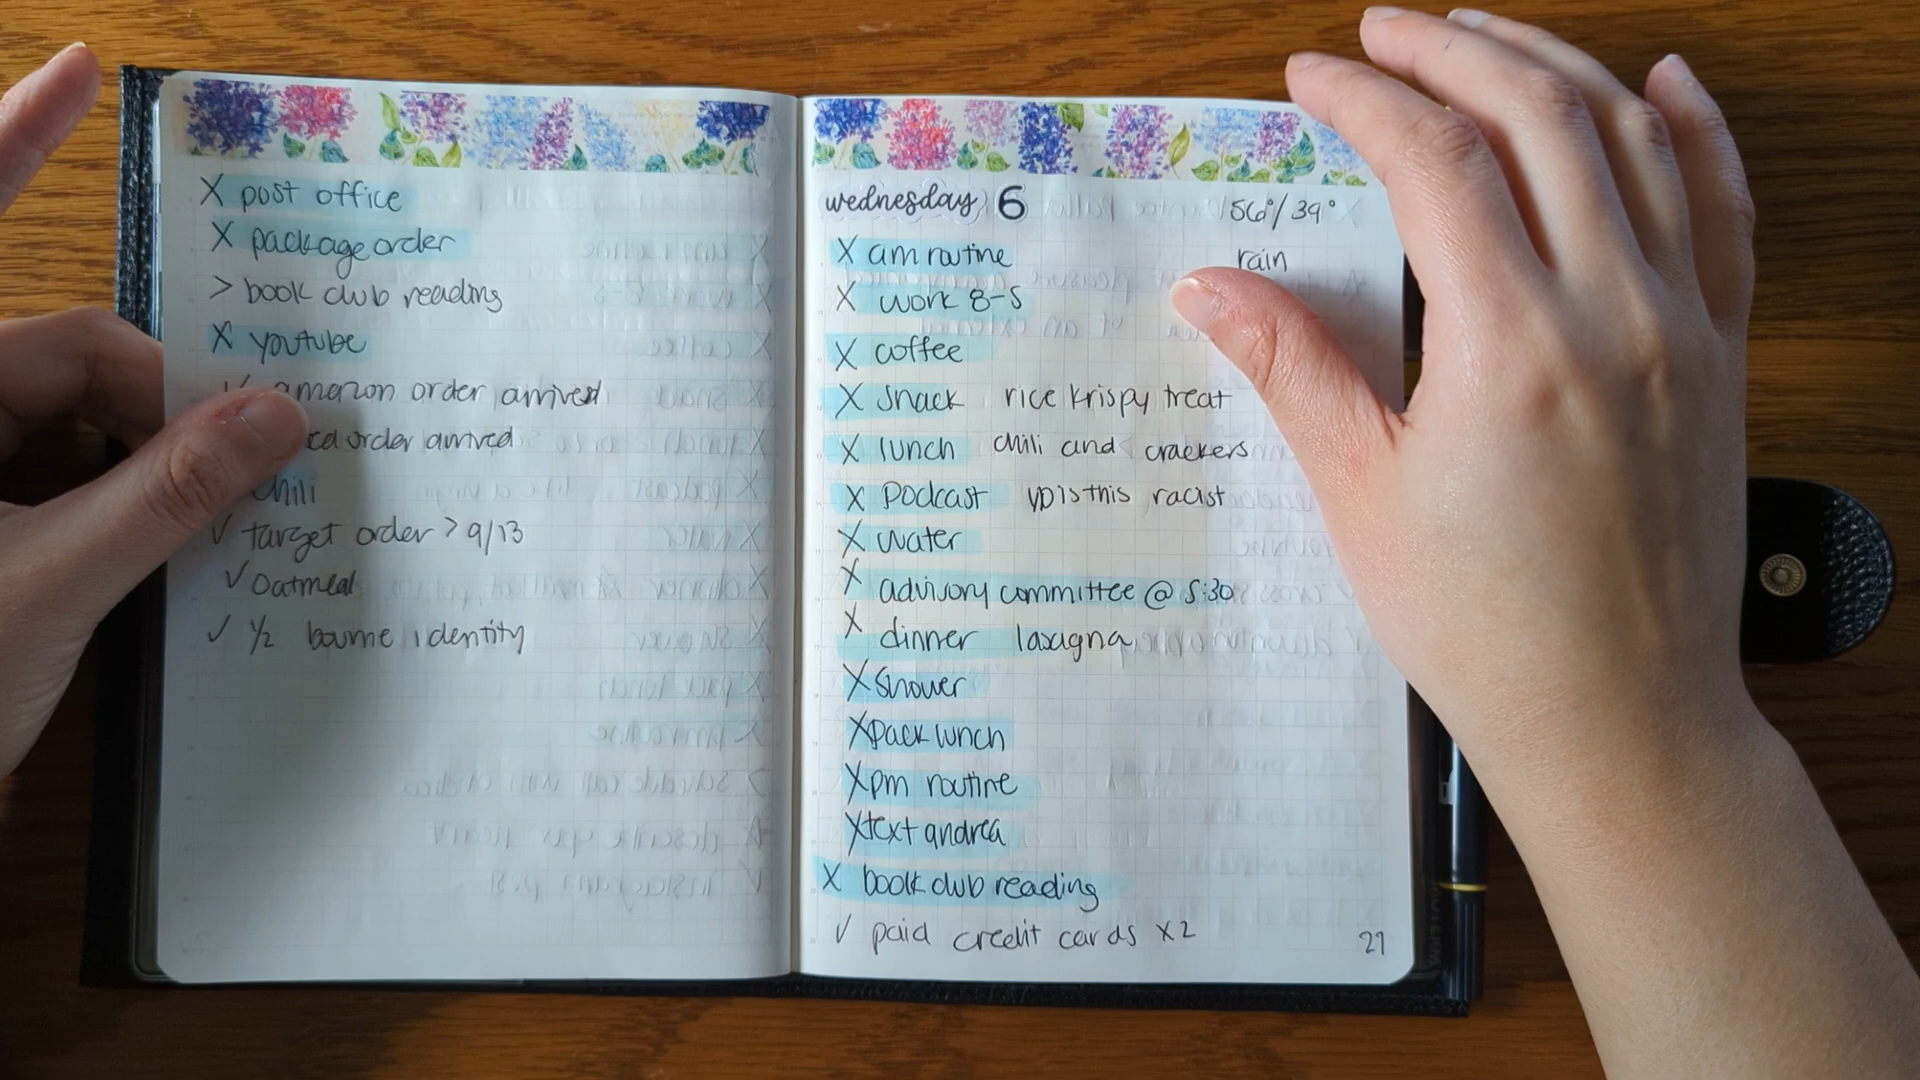 X post office
X package order
> book club reading
X youtube
✓ amazon order arrived
order arrived
chili
✓ target order > 9/13
✓ oatmeal
✓ 1/2 bourne identity
wednesday 6 56°/39°
X am routine rain
X work 8-5
X coffee
X snack rice krispy treat
X lunch chili and crackers
X podcast yo is this racist
X water
X advisory committee @ 5:30
X dinner lasagna
X shower
X pack lunch
X pm routine
X text andrea
X book club reading
✓ paid credit cards x2